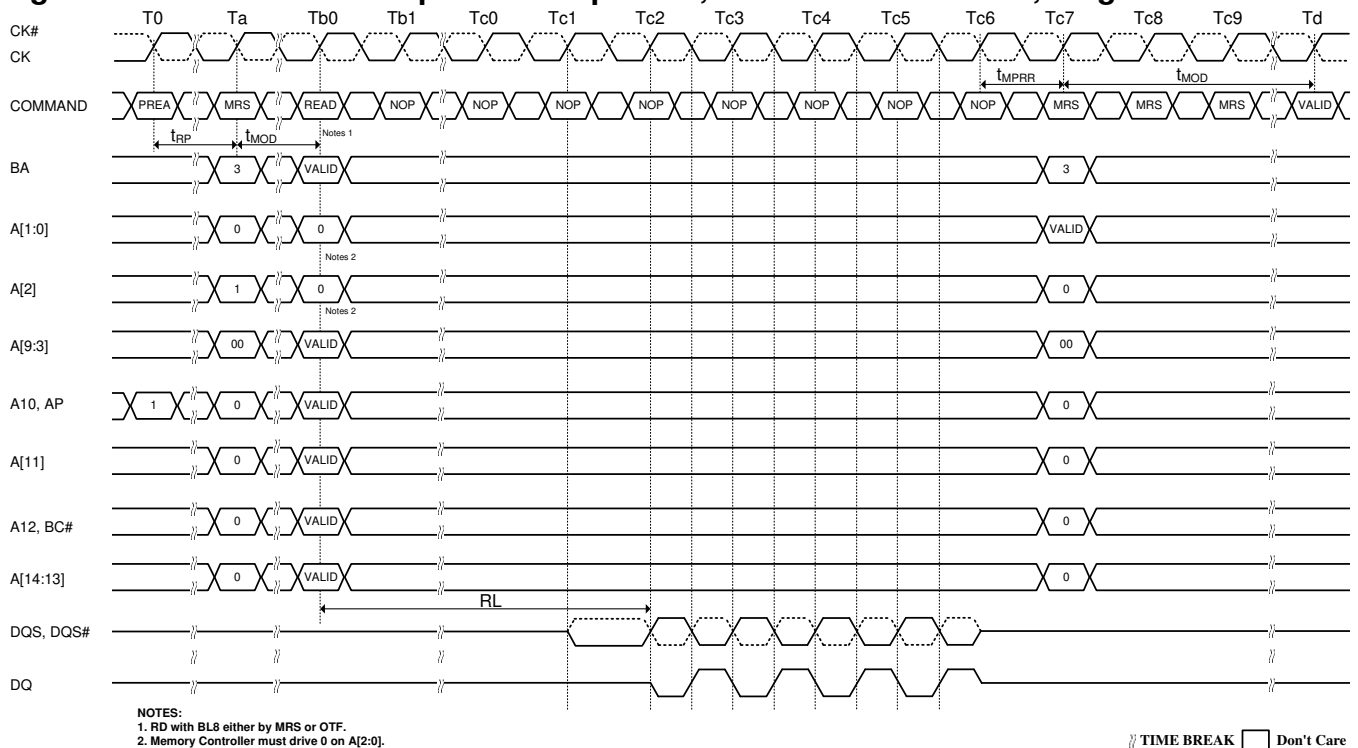 T0 Ta Tb0 Tb1 Tc0 Tc1 Tc2 Tc3 Tc4 Tc5 Tc6 Tc7 Tc8 Tc9 Td
CK#
CK
tMPRR tMOD
COMMAND PREA MRS READ NOP NOP NOP NOP NOP NOP NOP NOP MRS MRS MRS VALID
tRP tMOD Notes 1
BA 3 VALID 3
A[1:0] 0 0 VALID
Notes 2
A[2] 1 0 0
Notes 2
A[9:3] 00 VALID 00
A10, AP 1 0 VALID 0
A[11] 0 VALID 0
A12, BC# 0 VALID 0
A[14:13] 0 VALID 0
RL
DQS, DQS#
DQ
NOTES:
1. RD with BL8 either by MRS or OTF.
2. Memory Controller must drive 0 on A[2:0].
TIME BREAK Don't Care